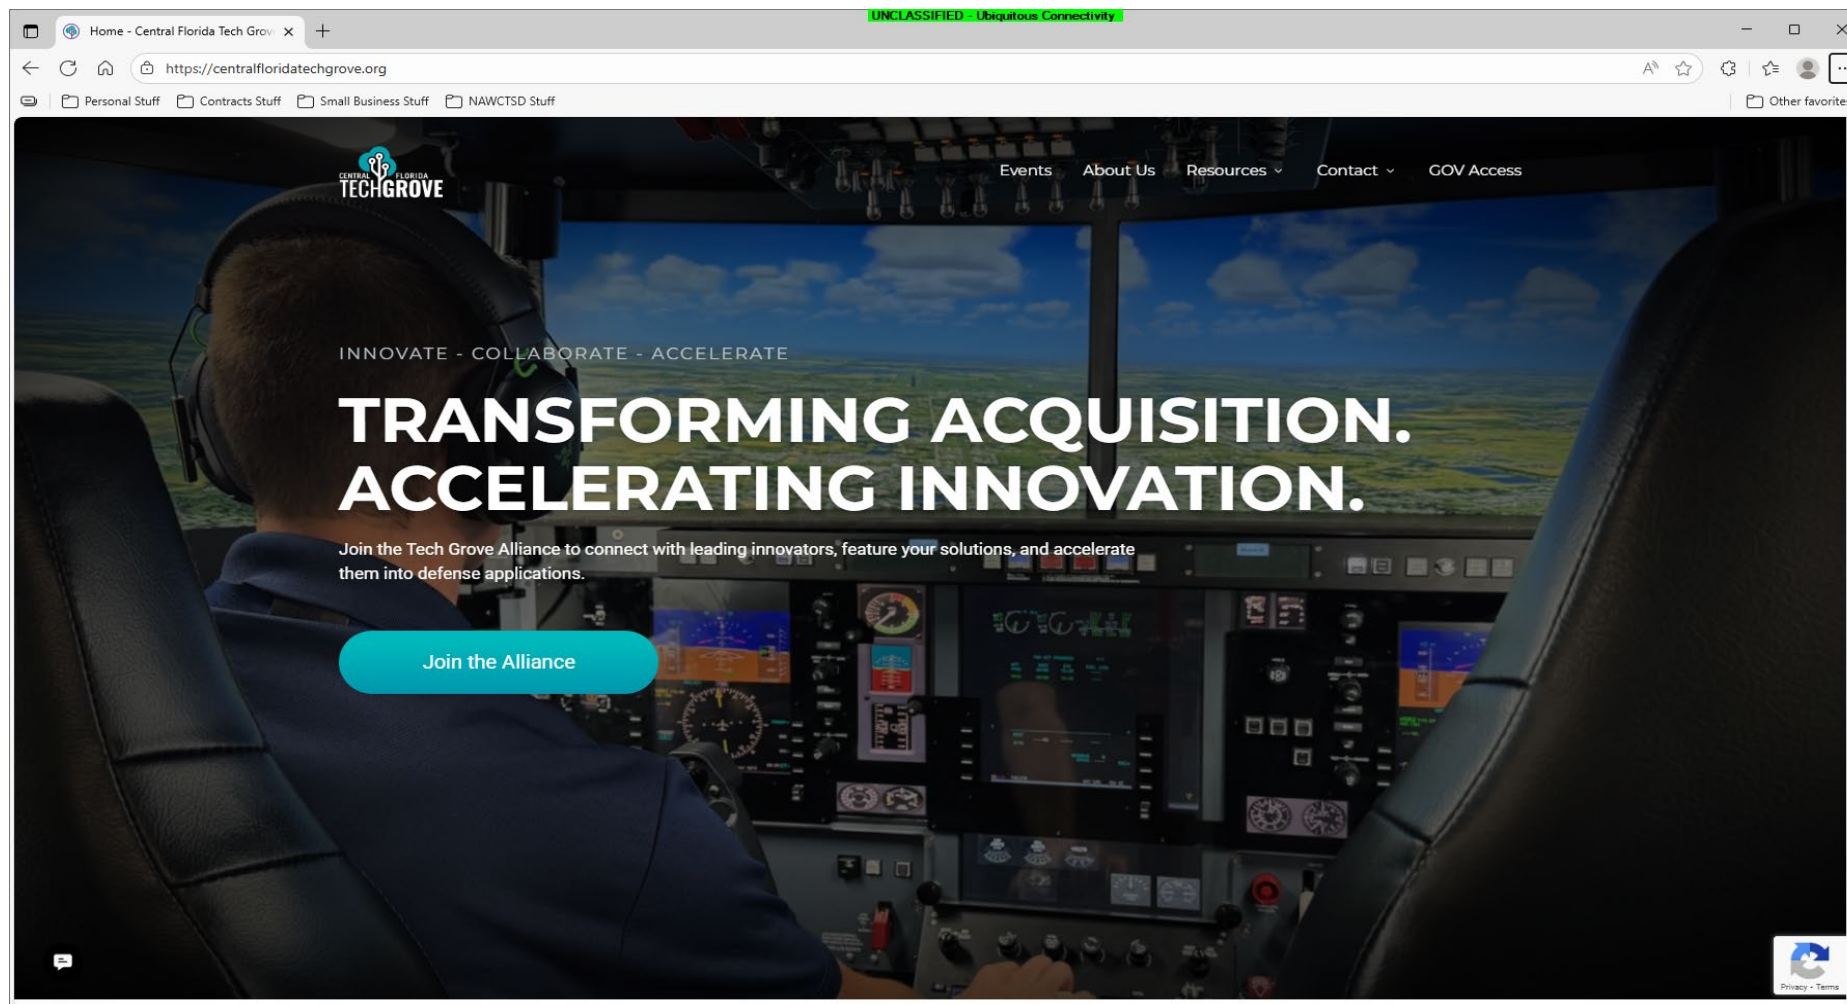 UNCLASSIFIED - Ubiquitous Connectivity
Home - Central Florida Tech Grov
https://centralfloridatechgrove.org
Personal Stuff Contracts Stuff Small Business Stuff NAWCTSD Stuff
Other favorites
CENTRAL FLORIDA
TECHGROVE
Events About Us Resources Contact GOV Access
INNOVATE - COLLABORATE - ACCELERATE
TRANSFORMING ACQUISITION.
ACCELERATING INNOVATION.
Join the Tech Grove Alliance to connect with leading innovators, feature your solutions, and accelerate
them into defense applications.
Join the Alliance
Privacy - Terms